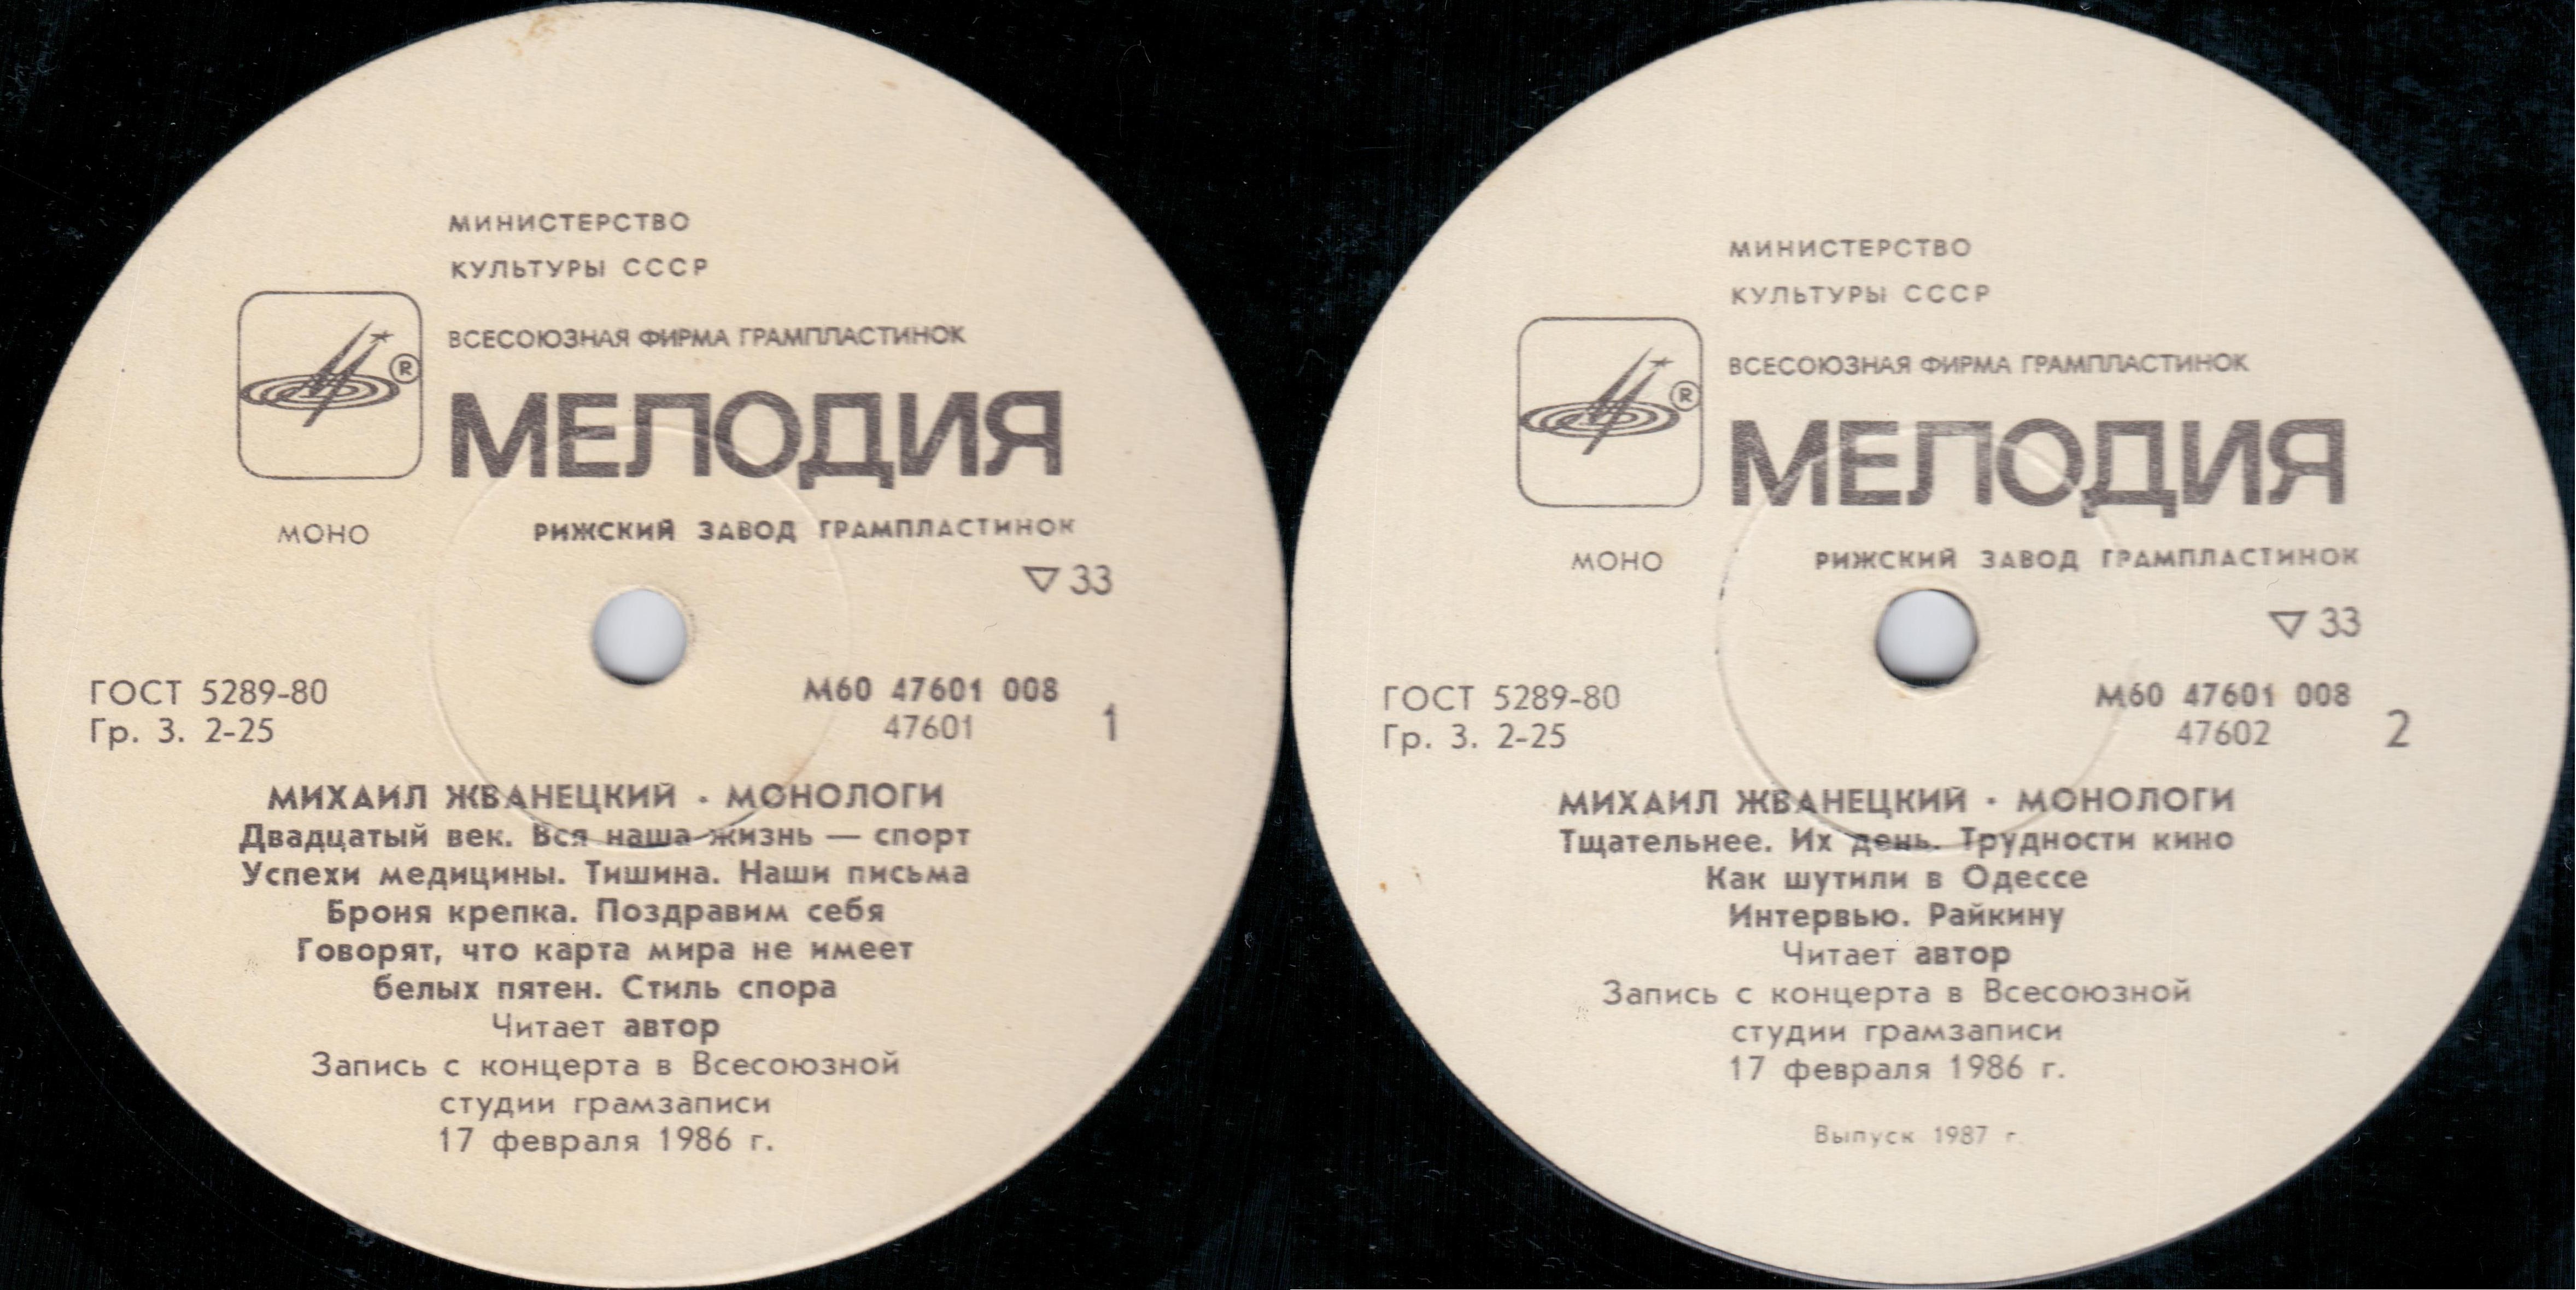 МИНИСТЕРСТВО
КУЛЬТУРЫ СССР
ВСЕСОЮЗНАЯ ФИРМА ГРАМПЛАСТИНОК
®
МЕЛОДИЯ
МОНО
РИЖСКИЙ ЗАВОД ГРАМПЛАСТИНОК
▽ 33
ГОСТ 5289-80
Гр. 3. 2-25
М60 47601 008
47601
1
МИХАИЛ ЖВАНЕЦКИЙ · МОНОЛОГИ
Двадцатый век. Вся наша жизнь — спорт
Успехи медицины. Тишина. Наши письма
Броня крепка. Поздравим себя
Говорят, что карта мира не имеет
белых пятен. Стиль спора
Читает автор
Запись с концерта в Всесоюзной
студии грамзаписи
17 февраля 1986 г.
МИНИСТЕРСТВО
КУЛЬТУРЫ СССР
ВСЕСОЮЗНАЯ ФИРМА ГРАМПЛАСТИНОК
®
МЕЛОДИЯ
МОНО
РИЖСКИЙ ЗАВОД ГРАМПЛАСТИНОК
▽ 33
ГОСТ 5289-80
Гр. 3. 2-25
М60 47601 008
47602
2
МИХАИЛ ЖВАНЕЦКИЙ · МОНОЛОГИ
Тщательнее. Их день. Трудности кино
Как шутили в Одессе
Интервью. Райкину
Читает автор
Запись с концерта в Всесоюзной
студии грамзаписи
17 февраля 1986 г.
Выпуск 1987 г.